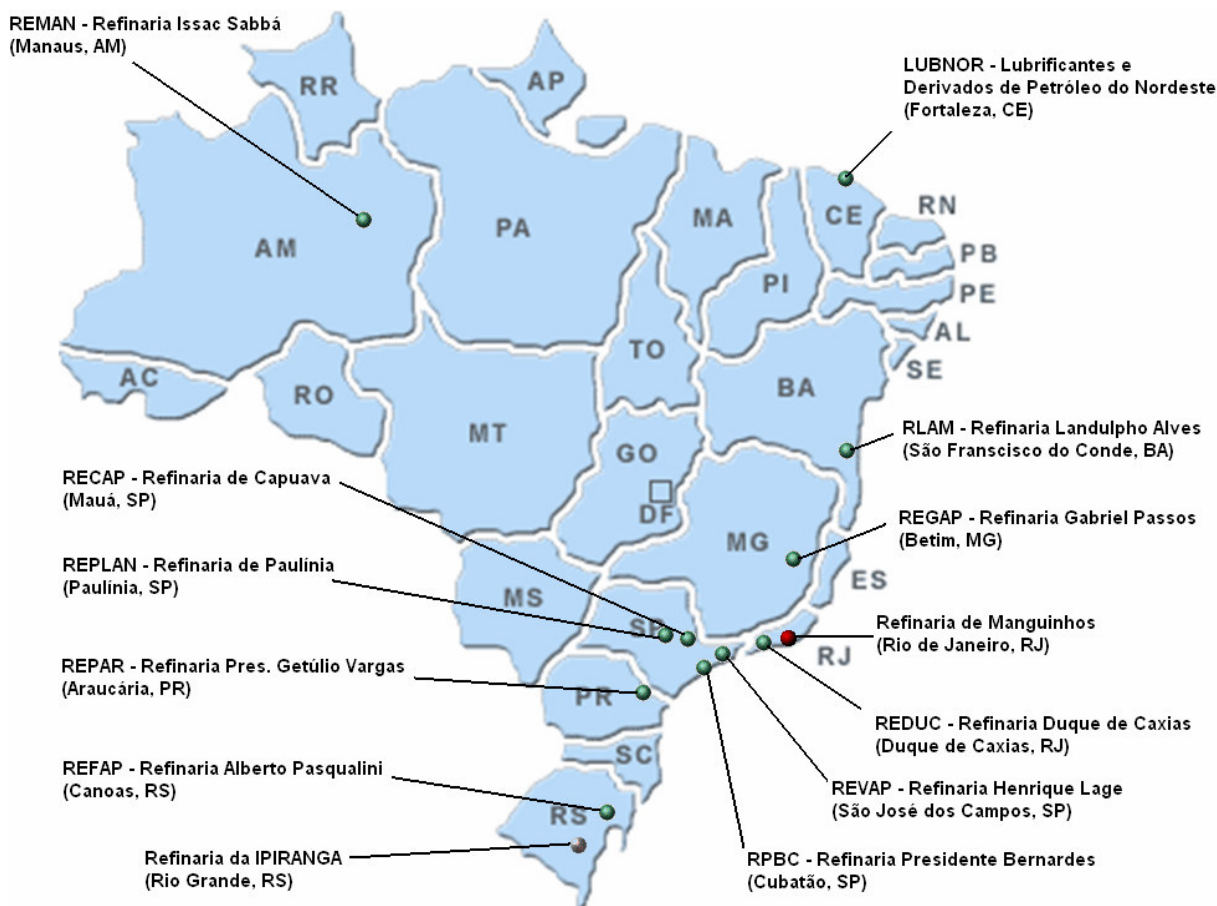 REMAN - Refinaria Issac Sabbá
(Manaus, AM)
LUBNOR - Lubrificantes e
Derivados de Petróleo do Nordeste
(Fortaleza, CE)
RR
AP
AM
PA
MA
CE
RN
PB
PI
PE
AL
SE
TO
AC
RO
BA
MT
GO
DF
RLAM - Refinaria Landulpho Alves
(São Franscisco do Conde, BA)
RECAP - Refinaria de Capuava
(Mauá, SP)
REGAP - Refinaria Gabriel Passos
(Betim, MG)
MG
ES
REPLAN - Refinaria de Paulínia
(Paulínia, SP)
MS
SP
Refinaria de Manguinhos
(Rio de Janeiro, RJ)
RJ
REPAR - Refinaria Pres. Getúlio Vargas
(Araucária, PR)
PR
REDUC - Refinaria Duque de Caxias
(Duque de Caxias, RJ)
SC
REFAP - Refinaria Alberto Pasqualini
(Canoas, RS)
REVAP - Refinaria Henrique Lage
(São José dos Campos, SP)
RS
Refinaria da IPIRANGA
(Rio Grande, RS)
RPBC - Refinaria Presidente Bernardes
(Cubatão, SP)